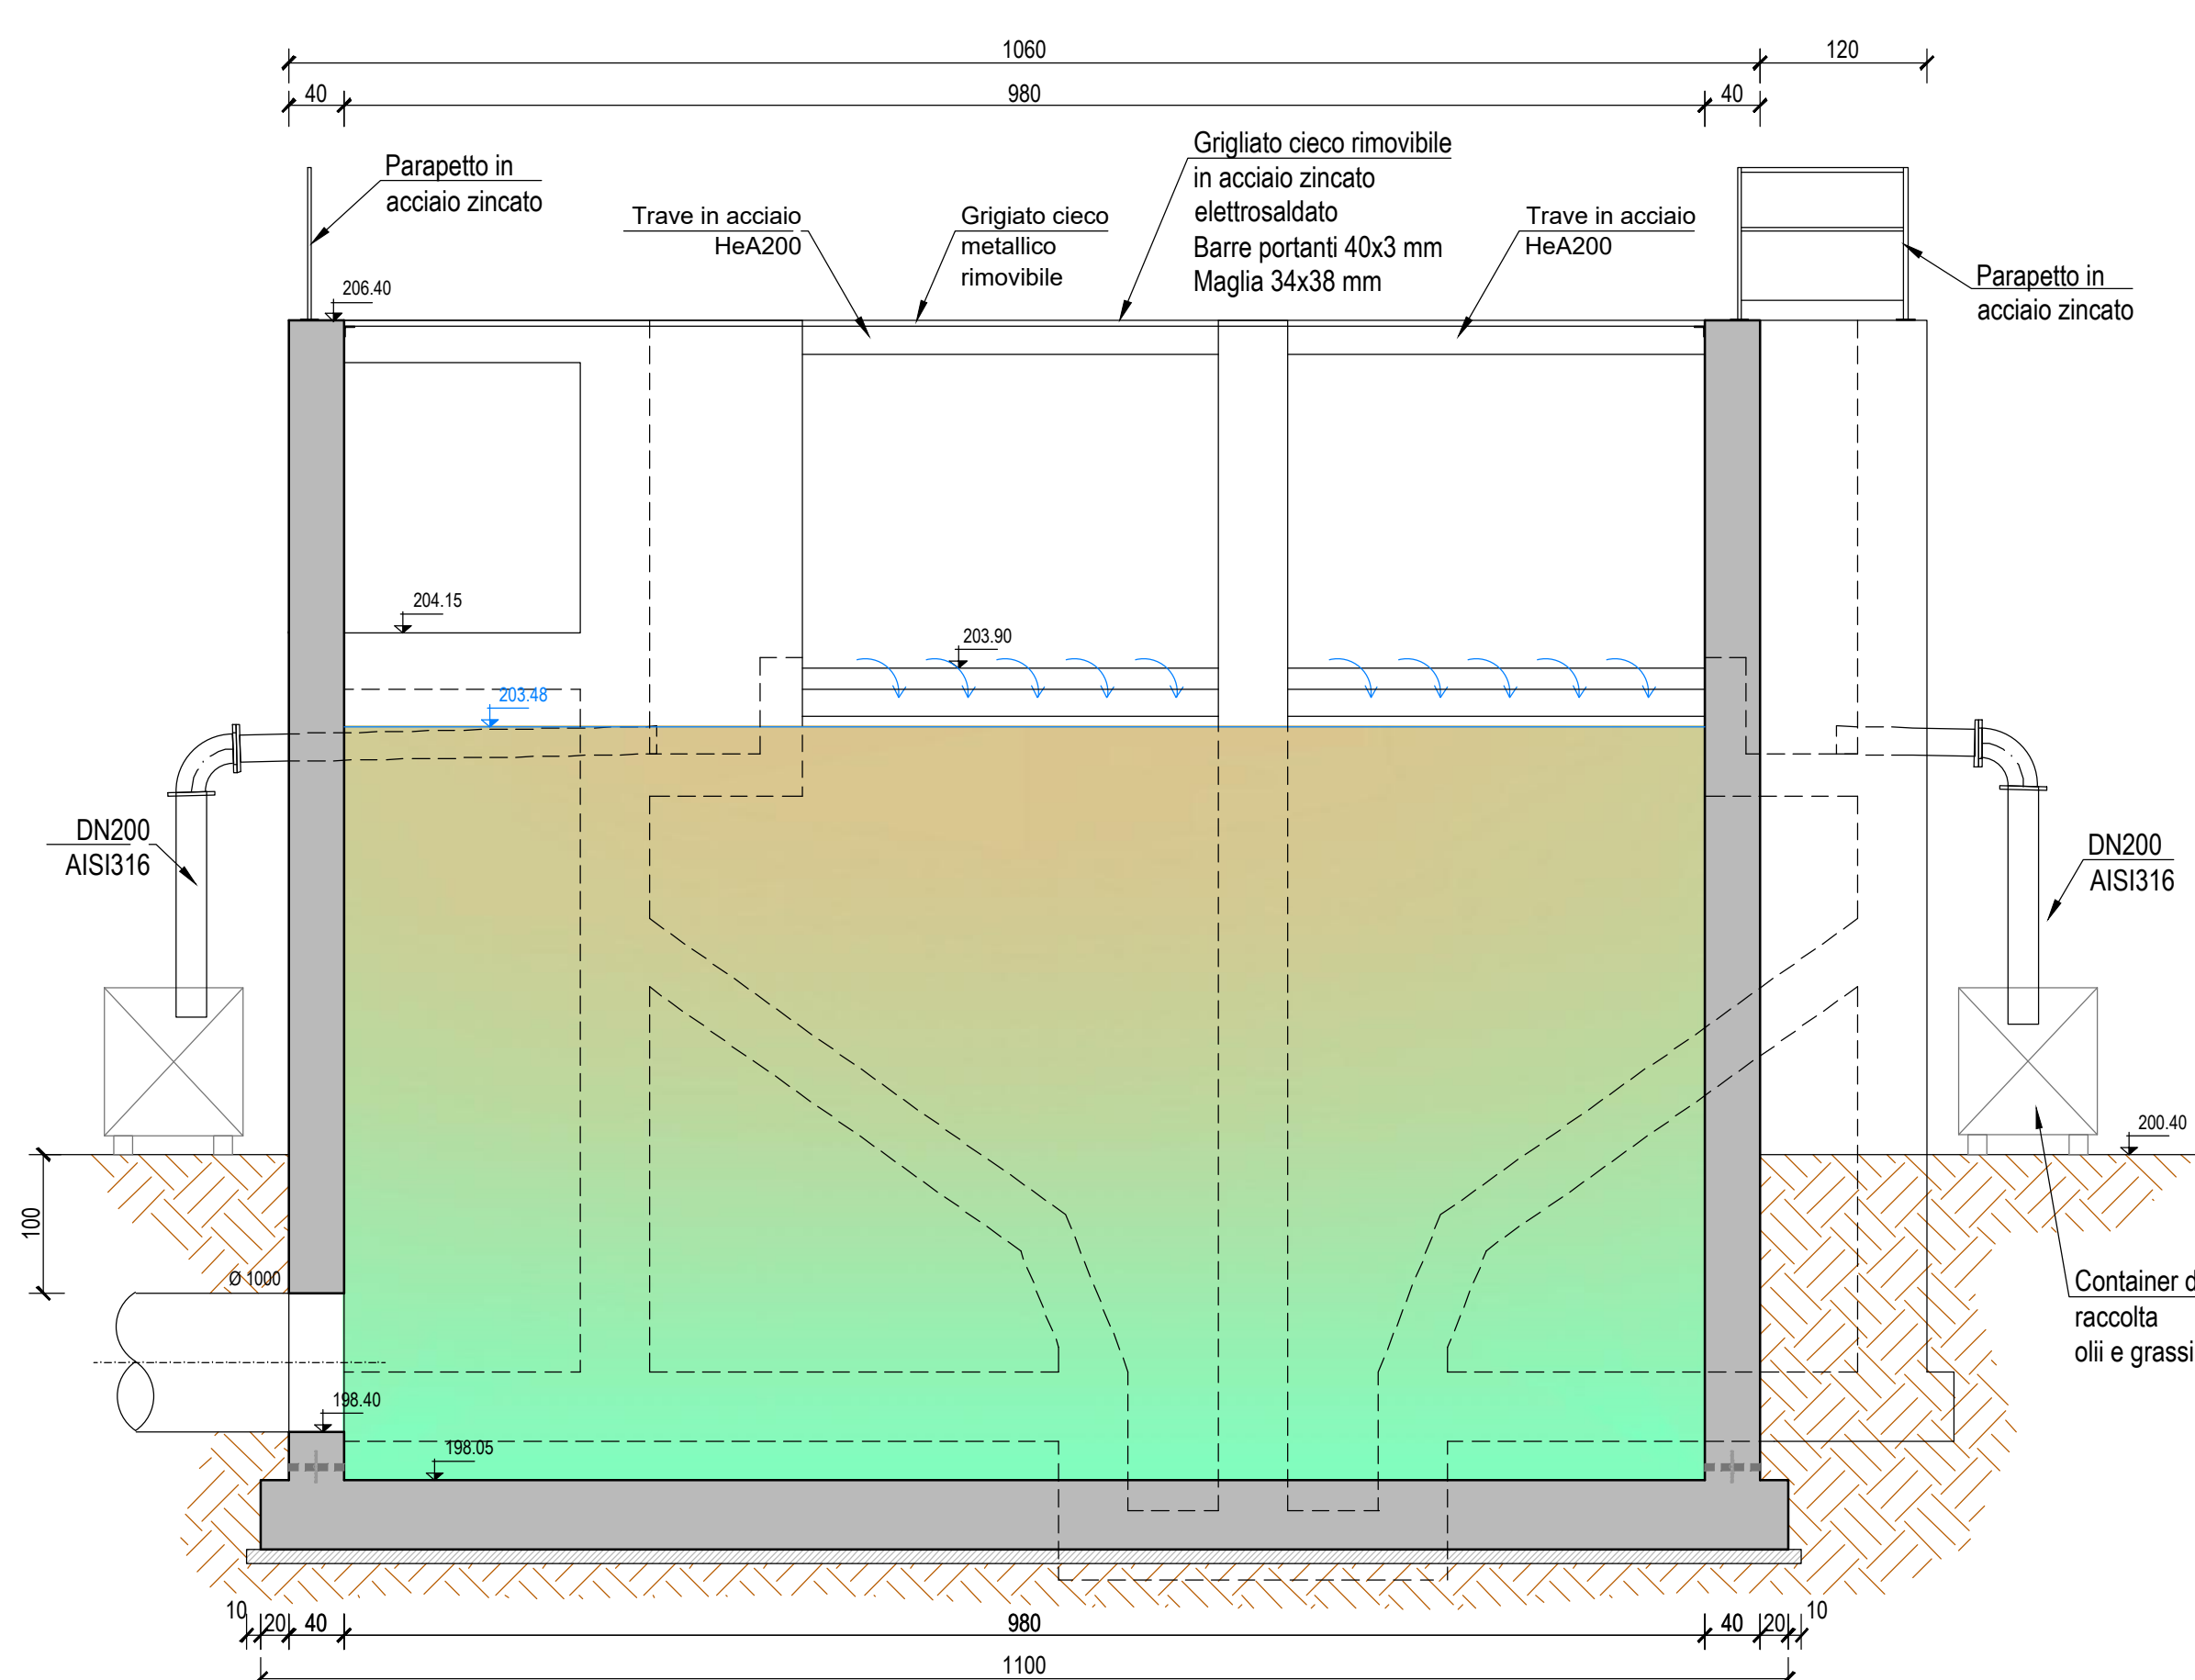 1060
120
40
980
40
Parapetto in
acciaio zincato
Trave in acciaio
HeA200
Grigiato cieco
metallico
rimovibile
Grigliato cieco rimovibile
in acciaio zincato
elettrosaldato
Barre portanti 40x3 mm
Maglia 34x38 mm
Trave in acciaio
HeA200
Parapetto in
acciaio zincato
206.40
204.15
203.90
203.48
DN200
AISI316
DN200
AISI316
200.40
100
Ø 1000
Container d
raccolta
olii e grassi
198.40
198.05
10
20
40
980
40
20
10
1100